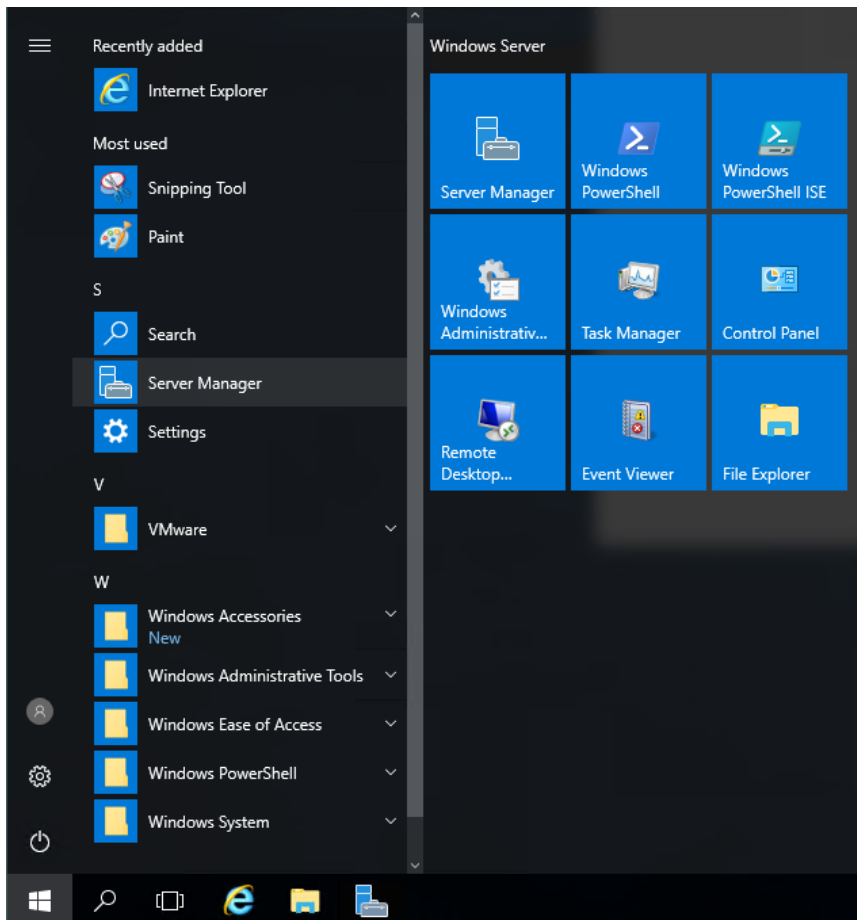 Recently added
Internet Explorer
Most used
Snipping Tool
Paint
S
Search
Server Manager
Settings
V
VMware
W
Windows Accessories
New
Windows Administrative Tools
Windows Ease of Access
Windows PowerShell
Windows System
Windows Server
Server Manager
Windows
PowerShell
Windows
PowerShell ISE
Windows
Administrativ...
Task Manager
Control Panel
Remote
Desktop...
Event Viewer
File Explorer